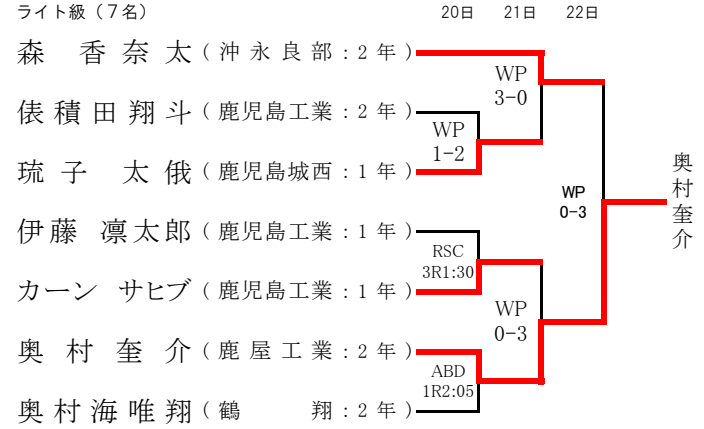 ライト級（７名） 20日 21日 22日
森 香奈太（沖永良部：２年）
WP
3-0
俵積田翔斗（鹿児島工業：２年）
WP
1-2
琉子 太俄（鹿児島城西：１年）
WP
0-3
奥村奎介
伊藤 凛太郎（鹿児島工業：１年）
RSC
3R1:30
カーン サヒブ（鹿児島工業：１年）
WP
0-3
奥村奎介（鹿屋工業：２年）
ABD
1R2:05
奥村海唯翔（鶴翔：２年）